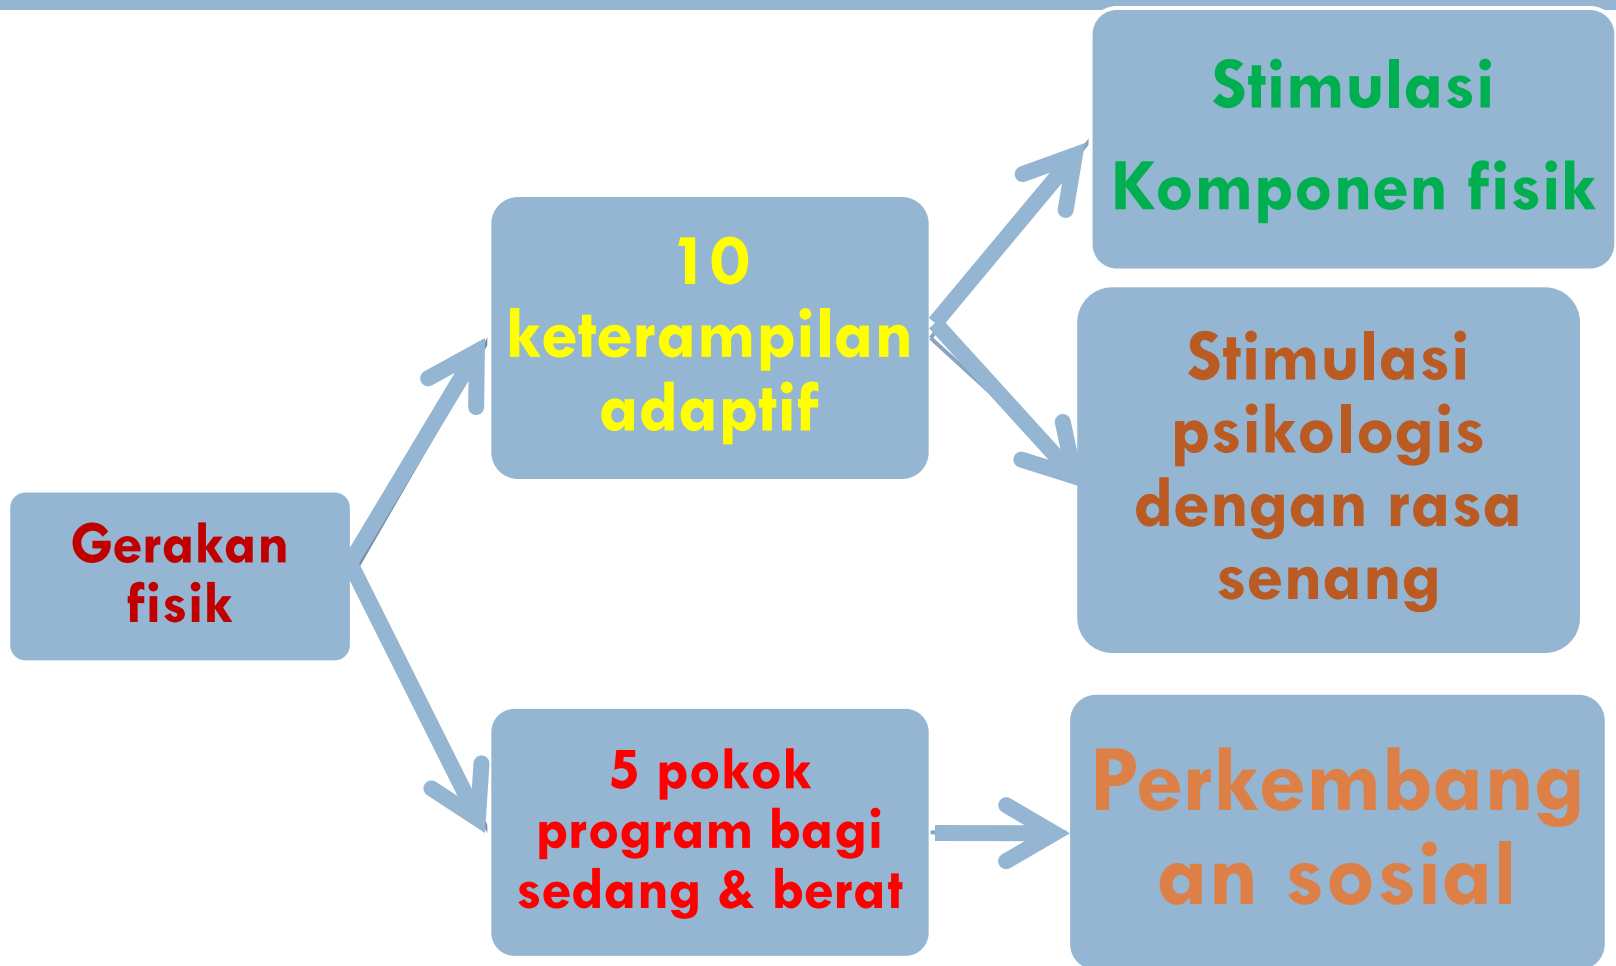 Gerakan
fisik
10
keterampilan
adaptif
5 pokok
program bagi
sedang & berat
Stimulasi
Komponen fisik
Stimulasi
psikologis
dengan rasa
senang
Perkembang
an sosial